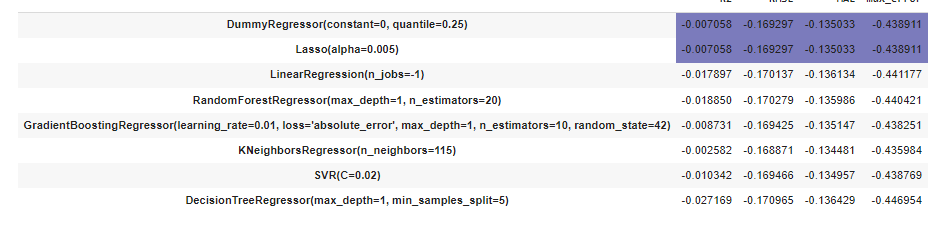 R2 RMSE MAE max_error
DummyRegressor(constant=0, quantile=0.25) -0.007058 -0.169297 -0.135033 -0.438911
Lasso(alpha=0.005) -0.007058 -0.169297 -0.135033 -0.438911
LinearRegression(n_jobs=-1) -0.017897 -0.170137 -0.136134 -0.441177
RandomForestRegressor(max_depth=1, n_estimators=20) -0.018850 -0.170279 -0.135986 -0.440421
GradientBoostingRegressor(learning_rate=0.01, loss='absolute_error', max_depth=1, n_estimators=10, random_state=42) -0.008731 -0.169425 -0.135147 -0.438251
KNeighborsRegressor(n_neighbors=115) -0.002582 -0.168871 -0.134481 -0.435984
SVR(C=0.02) -0.010342 -0.169466 -0.134957 -0.438769
DecisionTreeRegressor(max_depth=1, min_samples_split=5) -0.027169 -0.170965 -0.136429 -0.446954